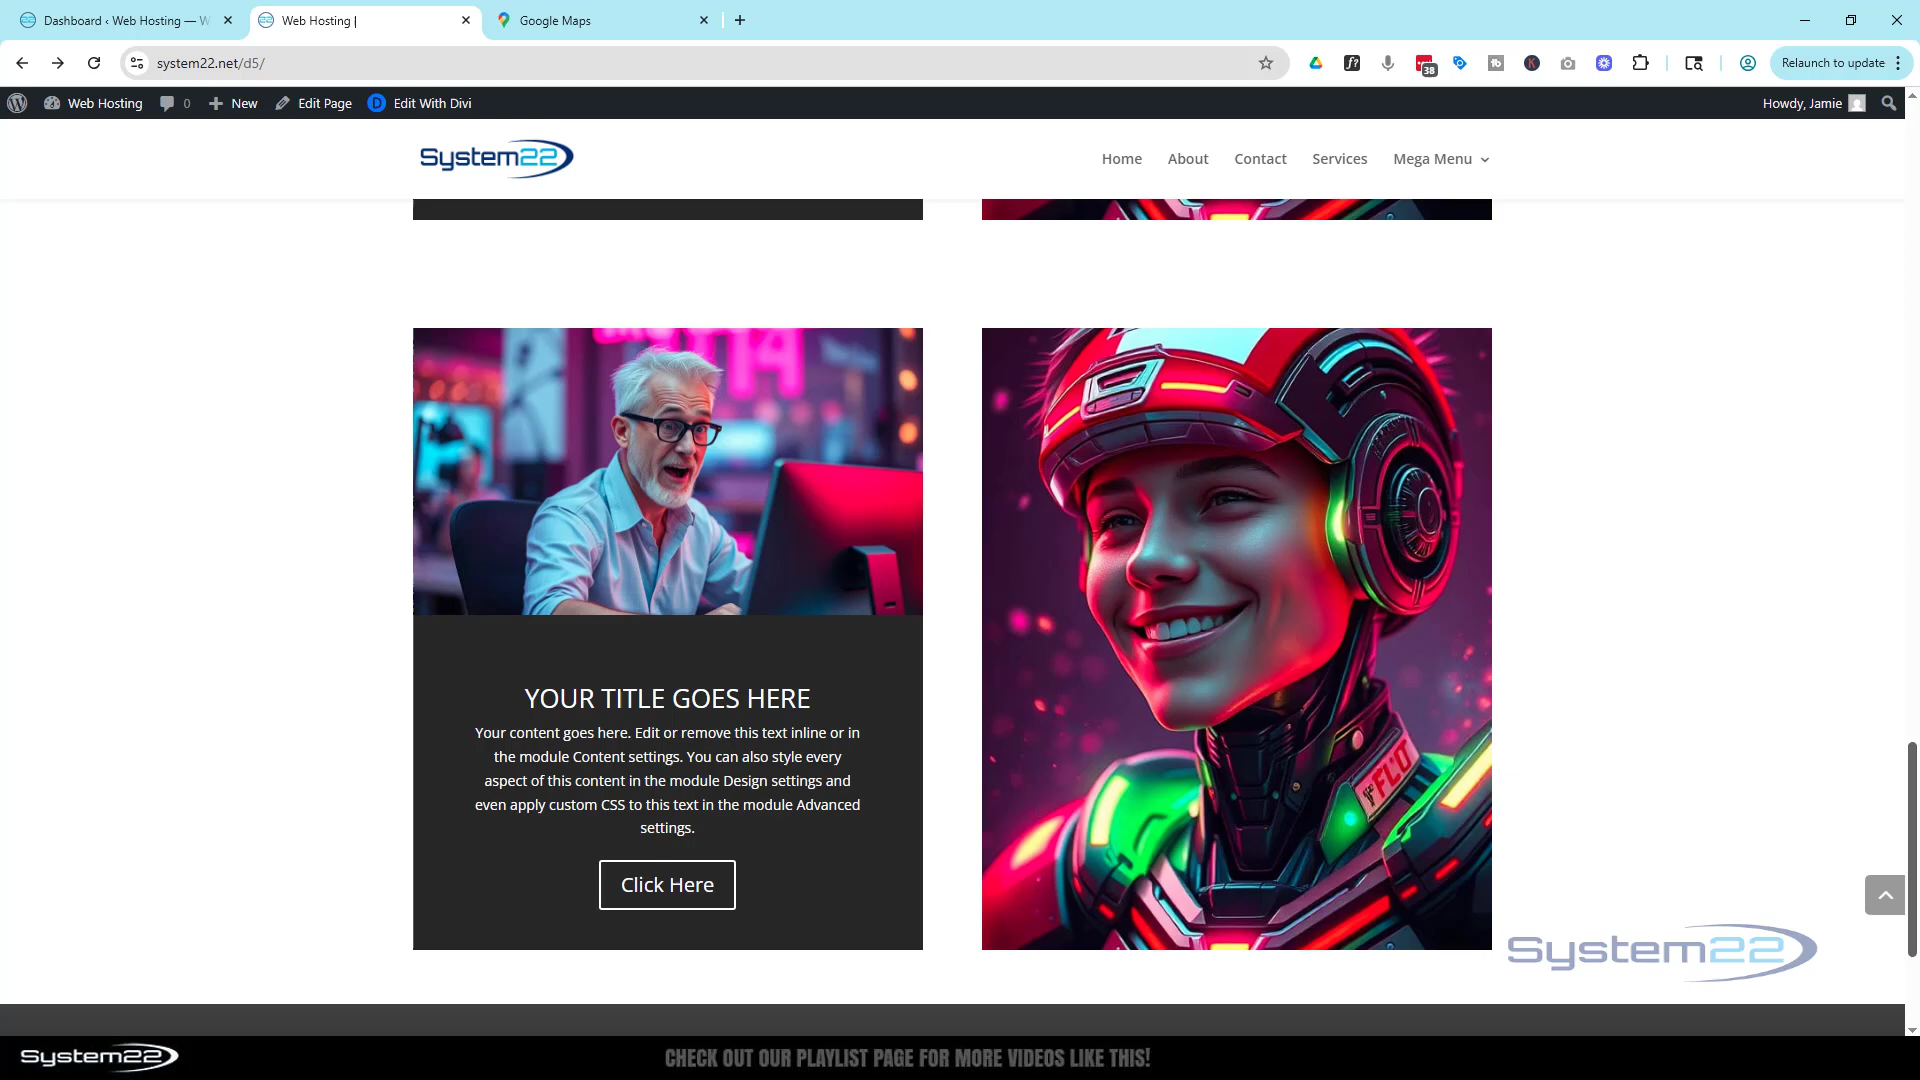 Dashboard ‹ Web Hosting — W
Web Hosting |
Google Maps
system22.net/d5/
38
Relaunch to update
Web Hosting
0
New
Edit Page
D
Edit With Divi
Howdy, Jamie
System22
Home
About
Contact
Services
Mega Menu
FLO
YOUR TITLE GOES HERE
Your content goes here. Edit or remove this text inline or in
the module Content settings. You can also style every
aspect of this content in the module Design settings and
even apply custom CSS to this text in the module Advanced
settings.
Click Here
System22
System22
CHECK OUT OUR PLAYLIST PAGE FOR MORE VIDEOS LIKE THIS!